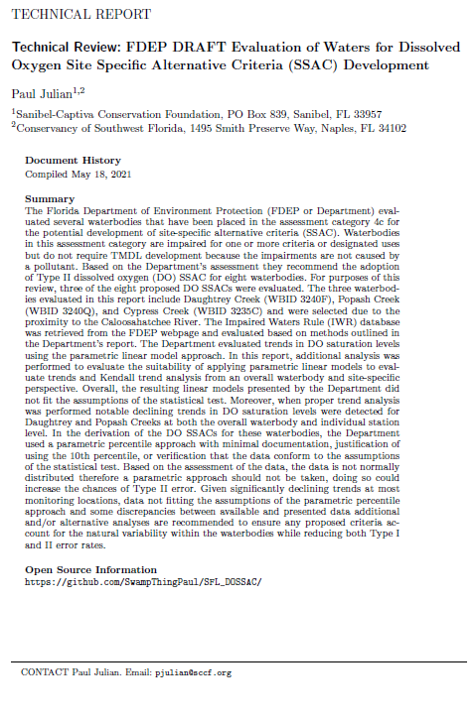 TECHNICAL REPORT
Technical Review: FDEP DRAFT Evaluation of Waters for Dissolved
Oxygen Site Specific Alternative Criteria (SSAC) Development
Paul Julian1,2
1Sanibel-Captiva Conservation Foundation, PO Box 839, Sanibel, FL 33957
2Conservancy of Southwest Florida, 1495 Smith Preserve Way, Naples, FL 34102
Document History
Compiled May 18, 2021
Summary
The Florida Department of Environment Protection (FDEP or Department) eval-
uated several waterbodies that have been placed in the assessment category 4c for
the potential development of site-specific alternative criteria (SSAC). Waterbodies
in this assessment category are impaired for one or more criteria or designated uses
but do not require TMDL development because the impairments are not caused by
a pollutant. Based on the Department's assessment they recommend the adoption
of Type II dissolved oxygen (DO) SSAC for eight waterbodies. For purposes of this
review, three of the eight proposed DO SSACs were evaluated. The three waterbod-
ies evaluated in this report include Daughtrey Creek (WBID 3240F), Popash Creek
(WBID 3240Q), and Cypress Creek (WBID 3235C) and were selected due to the
proximity to the Caloosahatchee River. The Impaired Waters Rule (IWR) database
was retrieved from the FDEP webpage and evaluated based on methods outlined in
the Department's report. The Department evaluated trends in DO saturation levels
using the parametric linear model approach. In this report, additional analysis was
performed to evaluate the suitability of applying parametric linear models to eval-
uate trends and Kendall trend analysis from an overall waterbody and site-specific
perspective. Overall, the resulting linear models presented by the Department did
not fit the assumptions of the statistical test. Moreover, when proper trend analysis
was performed notable declining trends in DO saturation levels were detected for
Daughtrey and Popash Creeks at both the overall waterbody and individual station
level. In the derivation of the DO SSACs for these waterbodies, the Department
used a parametric percentile approach with minimal documentation, justification of
using the 10th percentile, or verification that the data conform to the assumptions
of the statistical test. Based on the assessment of the data, the data is not normally
distributed therefore a parametric approach should not be taken, doing so could
increase the chances of Type II error. Given significantly declining trends at most
monitoring locations, data not fitting the assumptions of the parametric percentile
approach and some discrepancies between available and presented data additional
and/or alternative analyses are recommended to ensure any proposed criteria ac-
count for the natural variability within the waterbodies while reducing both Type I
and II error rates.
Open Source Information
https://github.com/SwampThingPaul/SFL_DOSSAC/
CONTACT Paul Julian. Email: pjulian@sccf.org